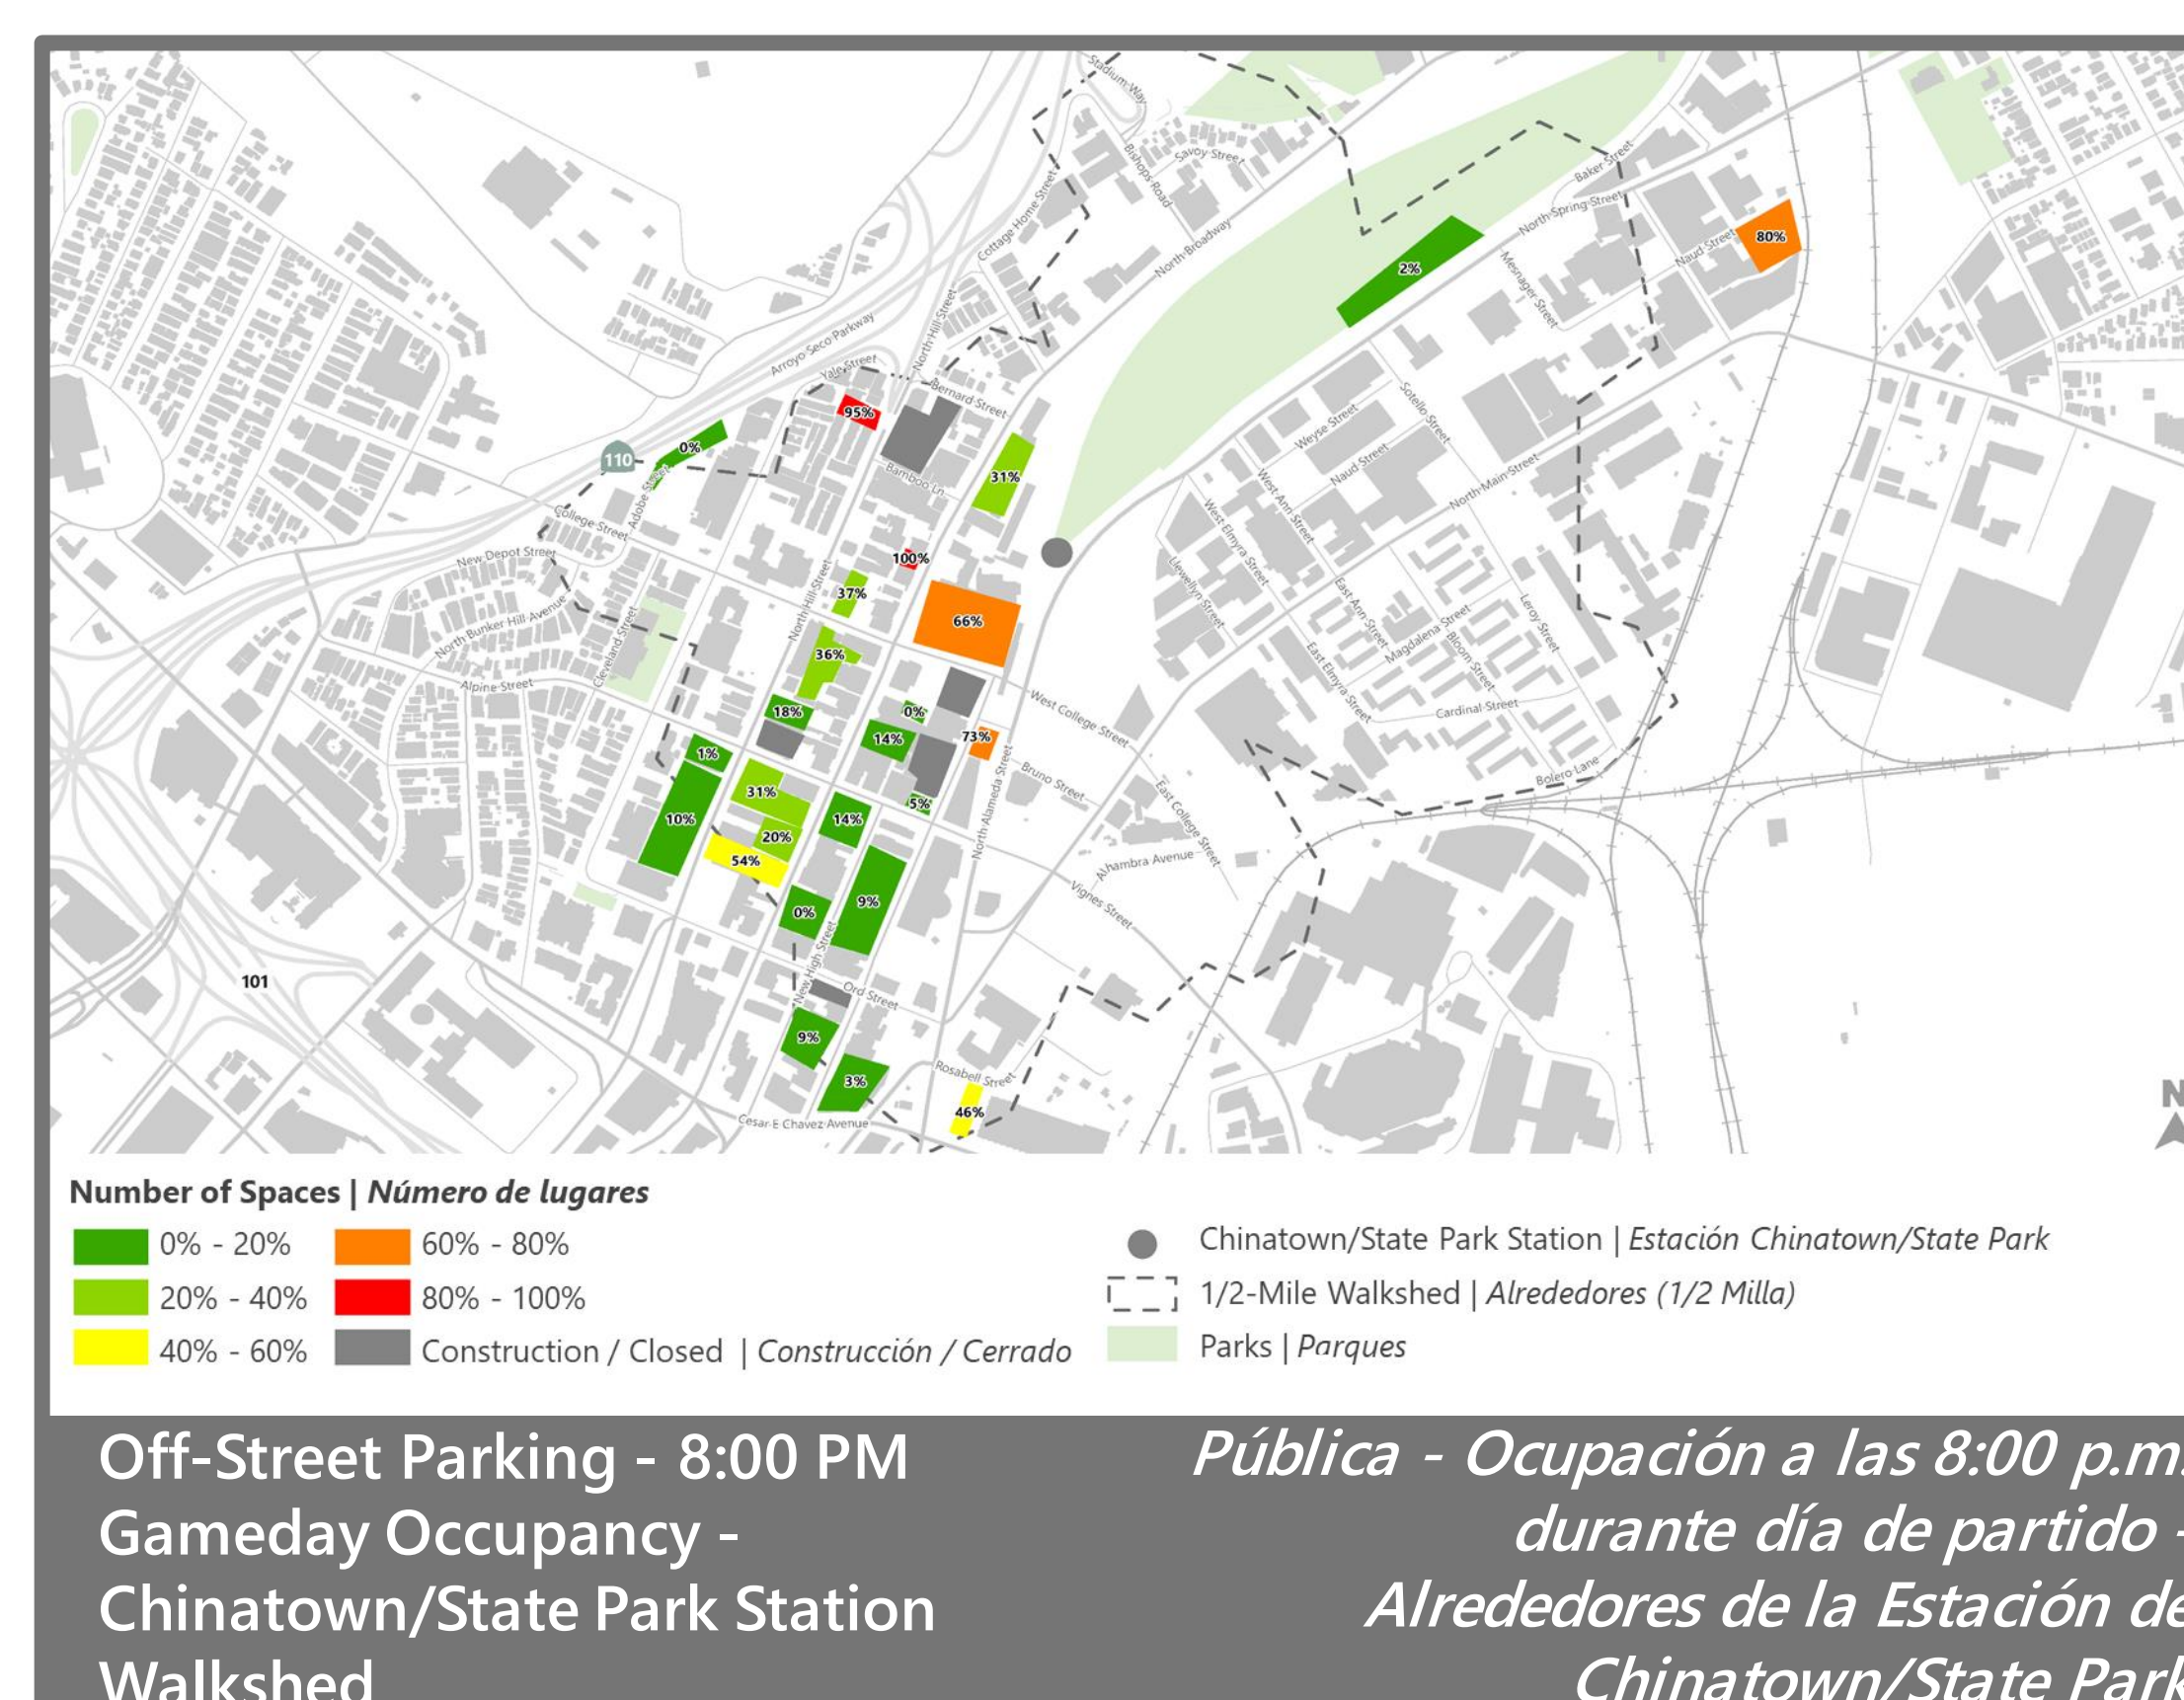 Stadium Way
Bishops Road
Savoy Street
Cottage Home Street
North Broadway
Baker Street
North Spring Street
Naud Street
80%
Mesnager Street
2%
North Hill Street
Arroyo Seco Parkway
Yale Street
Bernard Street
95%
0%
110
Adobe Street
Bamboo Ln
31%
Sotello Street
Weyse Street
Naud Street
North Main Street
West Ann Street
West Elmyra Street
College Street
New Depot Street
100%
37%
North Hill Street
Llewellyn Street
East Ann Street
Magdalena Street
Leroy Street
Bloom Street
East Elmyra Street
North Bunker Hill Avenue
Cleveland Street
66%
36%
Alpine Street
18%
0%
14%
73%
West College Street
Cardinal Street
1%
Bruno Street
Bolero Lane
31%
5%
10%
14%
20%
54%
North Alameda Street
East College Street
Alhambra Avenue
Vignes Street
0%
9%
New High Street
101
Ord Street
9%
3%
Rosabell Street
46%
Cesar E Chavez Avenue
N
Number of Spaces | Número de lugares
0% - 20%
20% - 40%
40% - 60%
60% - 80%
80% - 100%
Construction / Closed | Construcción / Cerrado
Chinatown/State Park Station | Estación Chinatown/State Park
1/2-Mile Walkshed | Alrededores (1/2 Milla)
Parks | Parques
Off-Street Parking - 8:00 PM
Gameday Occupancy -
Chinatown/State Park Station
Walkshed
Pública - Ocupación a las 8:00 p.m.
durante día de partido -
Alrededores de la Estación de
Chinatown/State Park